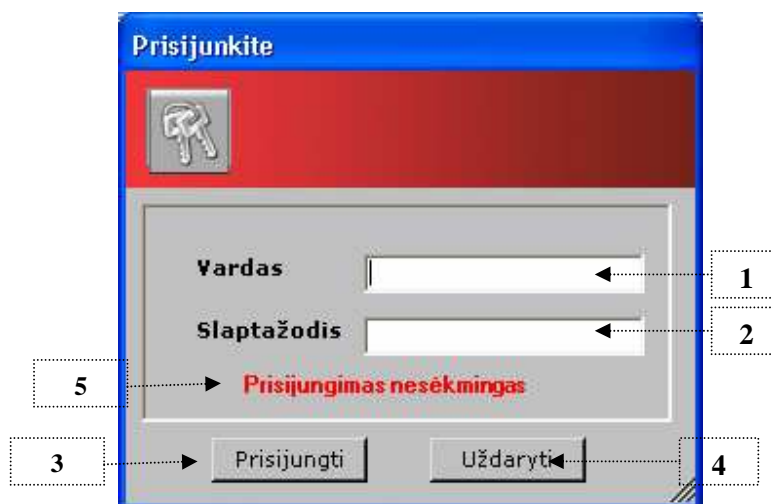 Prisijunkite
Vardas
1
Slaptažodis
2
5
Prisijungimas nesėkmingas
3
Prisijungti
Uždaryti
4